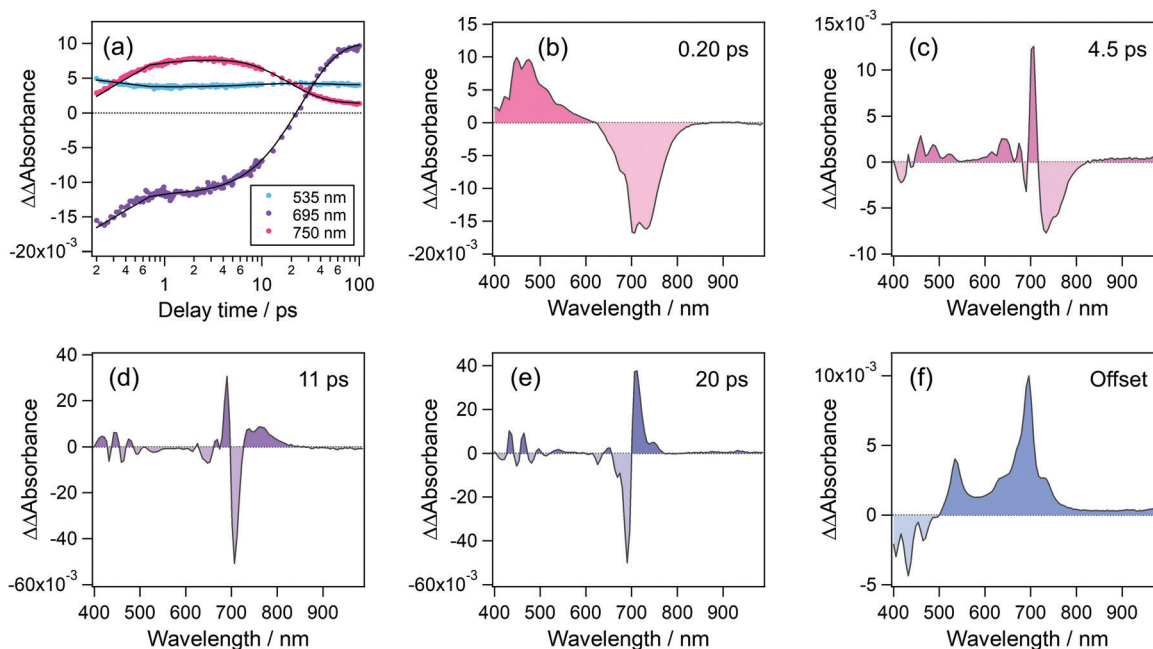 (a)
ΔΔAbsorbance
10
5
0
-5
-10
-15
-20x10⁻³
535 nm
695 nm
750 nm
2 4 6 1 2 4 6 10 2 4 6 100
Delay time / ps
(b) 0.20 ps
ΔΔAbsorbance
15
10
5
0
-5
-10
-15
-20x10⁻³
400 500 600 700 800 900
Wavelength / nm
(c) 4.5 ps
ΔΔAbsorbance
15x10⁻³
10
5
0
-5
-10
400 500 600 700 800 900
Wavelength / nm
(d) 11 ps
ΔΔAbsorbance
40
20
0
-20
-40
-60x10⁻³
400 500 600 700 800 900
Wavelength / nm
(e) 20 ps
ΔΔAbsorbance
40
20
0
-20
-40
-60x10⁻³
400 500 600 700 800 900
Wavelength / nm
(f) Offset
ΔΔAbsorbance
10x10⁻³
5
0
-5
400 500 600 700 800 900
Wavelength / nm